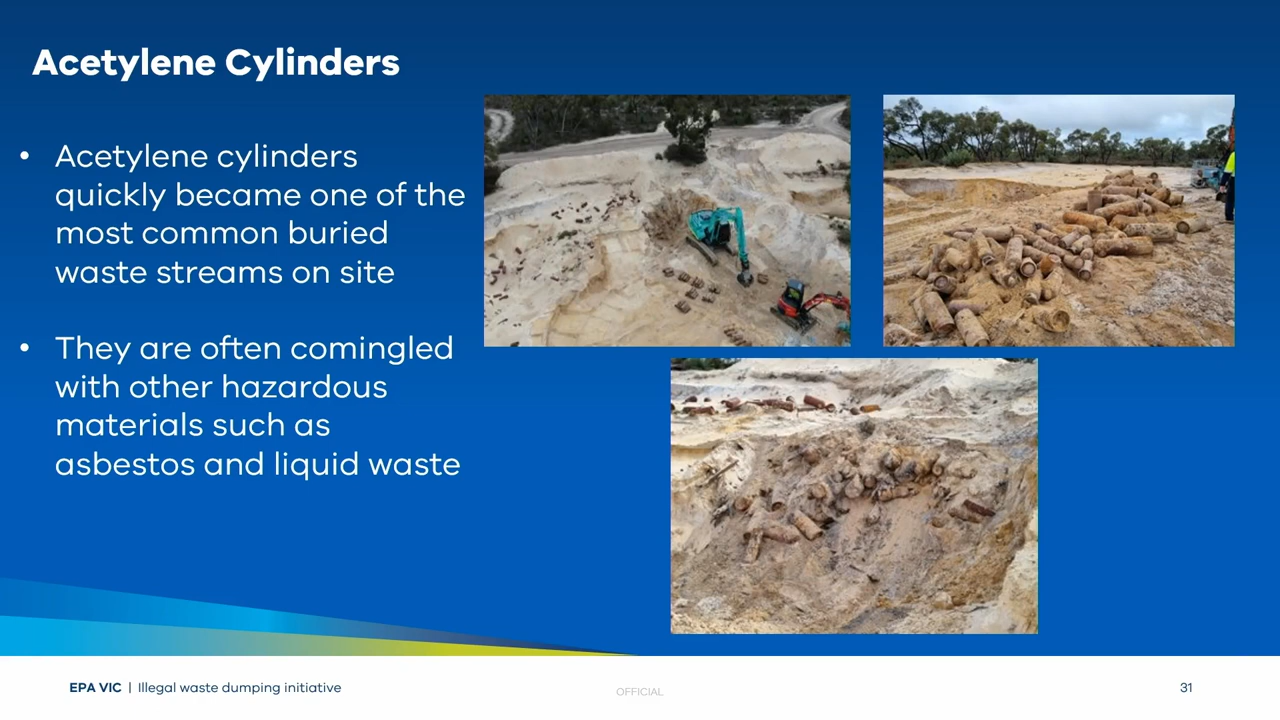 Acetylene Cylinders
• Acetylene cylinders
quickly became one of the
most common buried
waste streams on site
• They are often comingled
with other hazardous
materials such as
asbestos and liquid waste
EPA VIC | Illegal waste dumping initiative
OFFICIAL
31